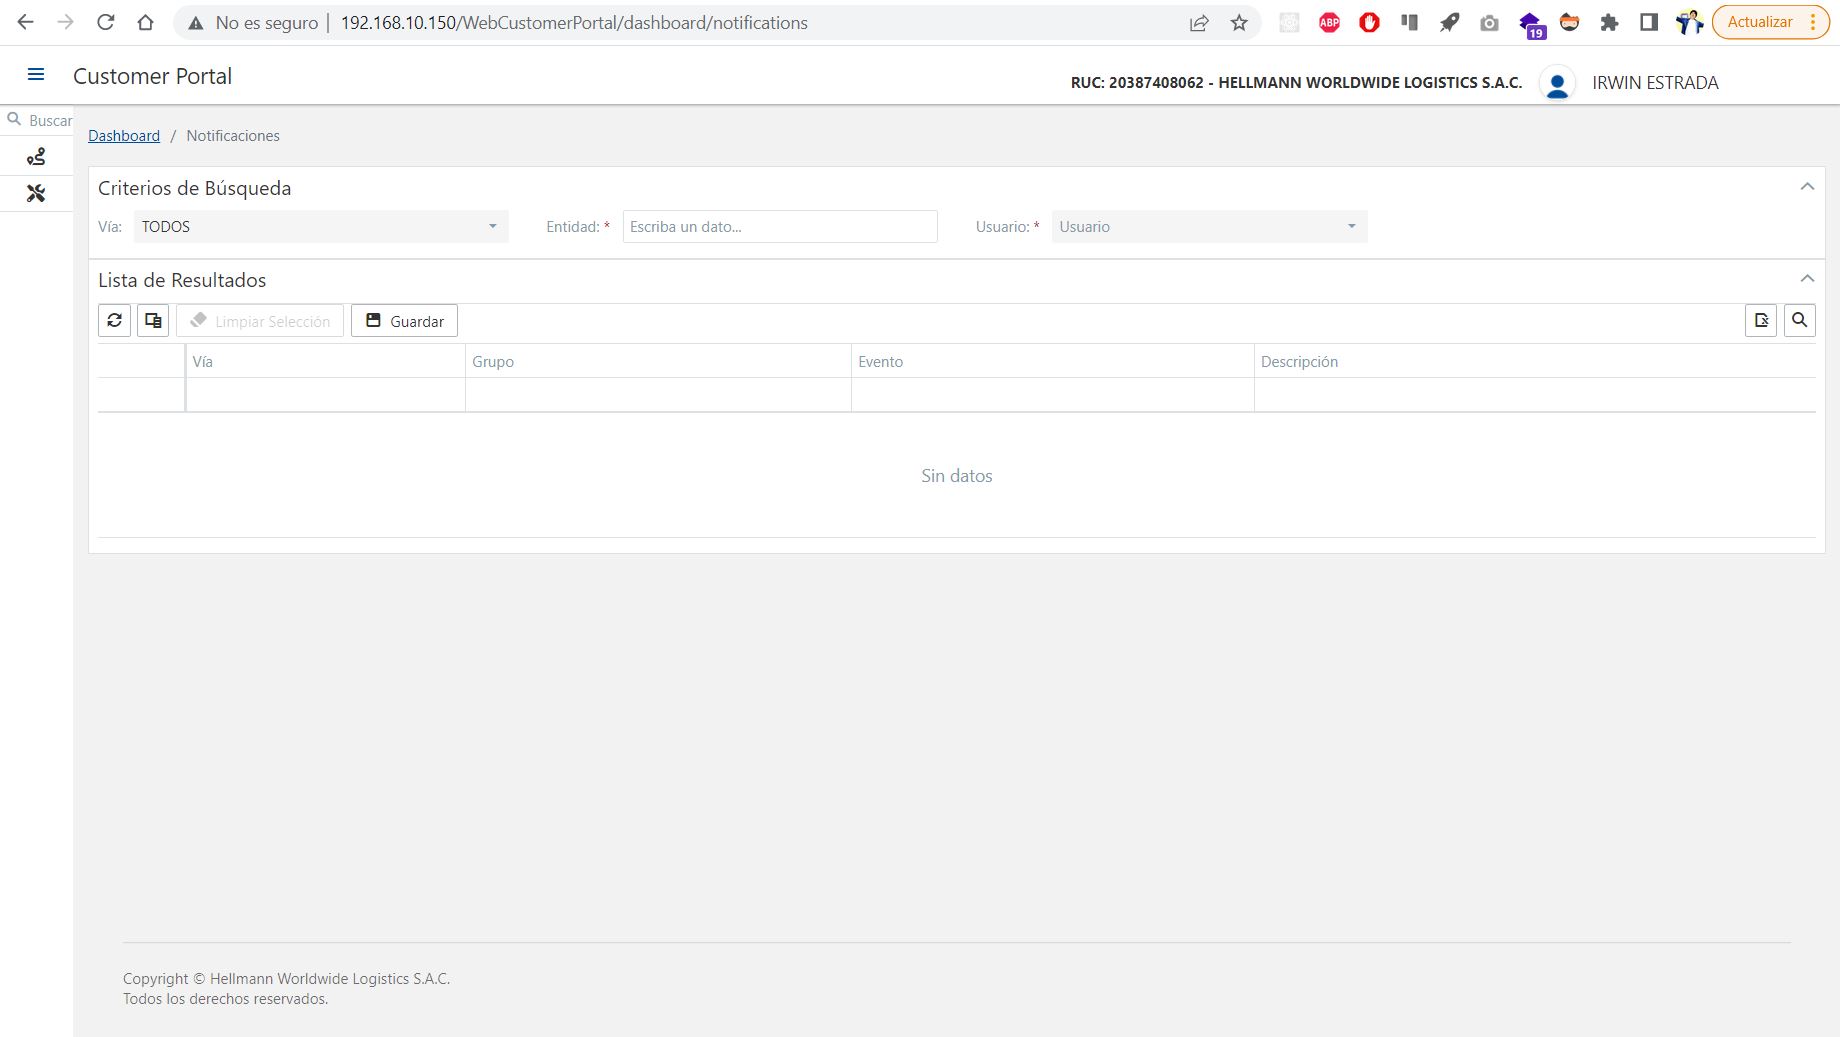 No es seguro | 192.168.10.150/WebCustomerPortal/dashboard/notifications
ABP
19
Actualizar
Customer Portal
RUC: 20387408062 - HELLMANN WORLDWIDE LOGISTICS S.A.C.
IRWIN ESTRADA
Buscar
Dashboard / Notificaciones
Criterios de Búsqueda
Vía: TODOS Entidad: * Escriba un dato... Usuario: * Usuario
Lista de Resultados
Limpiar Selección Guardar
Vía Grupo Evento Descripción
Sin datos
Copyright © Hellmann Worldwide Logistics S.A.C.
Todos los derechos reservados.